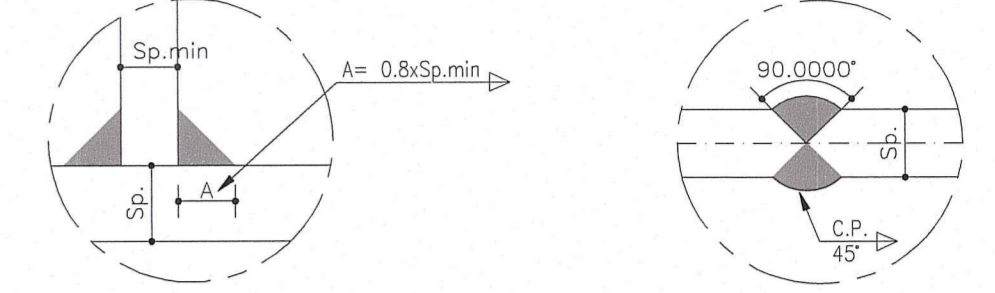 Sp.min
A= 0.8xSp.min
A
Sp.
90.0000°
Sp.
C.P.
45°